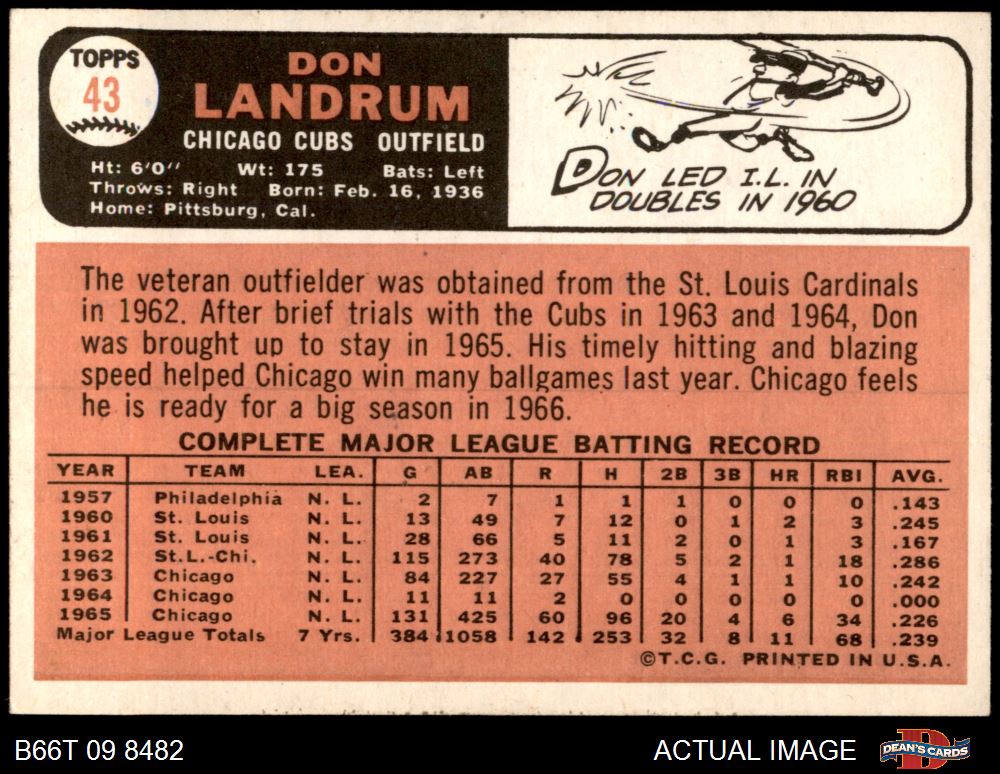 TOPPS
43
DON
LANDRUM
CHICAGO CUBS OUTFIELD
Ht: 6'0" Wt: 175 Bats: Left
Throws: Right Born: Feb. 16, 1936
Home: Pittsburg, Cal.
DON LED I.L. IN
DOUBLES IN 1960
The veteran outfielder was obtained from the St. Louis Cardinals
in 1962. After brief trials with the Cubs in 1963 and 1964, Don
was brought up to stay in 1965. His timely hitting and blazing
speed helped Chicago win many ballgames last year. Chicago feels
he is ready for a big season in 1966.
COMPLETE MAJOR LEAGUE BATTING RECORD
YEAR TEAM LEA. G AB R H 2B 3B HR RBI AVG.
1957 Philadelphia N. L. 2 7 1 1 1 0 0 0 .143
1960 St. Louis N. L. 13 49 7 12 0 1 2 3 .245
1961 St. Louis N. L. 28 66 5 11 2 0 1 3 .167
1962 St.L.-Chi. N. L. 115 273 40 78 5 2 1 18 .286
1963 Chicago N. L. 84 227 27 55 4 1 1 10 .242
1964 Chicago N. L. 11 11 2 0 0 0 0 0 .000
1965 Chicago N. L. 131 425 60 96 20 4 6 34 .226
Major League Totals 7 Yrs. 384 1058 142 253 32 8 11 68 .239
©T.C.G. PRINTED IN U.S.A.
B66T 09 8482 ACTUAL IMAGE DEAN'S CARDS